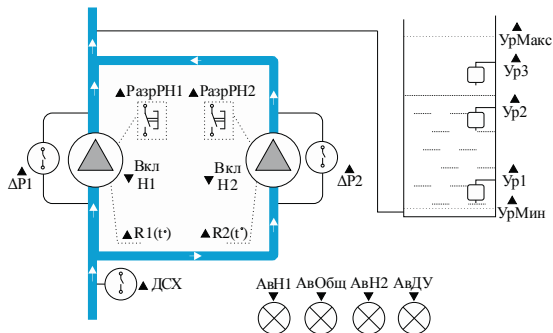 УрМакс
Ур3
▲РазрРН1 ▲РазрРН2
Ур2
Вкл
Н1
Вкл
Н2
ΔР1
ΔР2
Ур1
УрМин
▲R1(t°)
▲R2(t°)
▲ДСХ
АвН1 АвОбщ АвН2 АвДУ